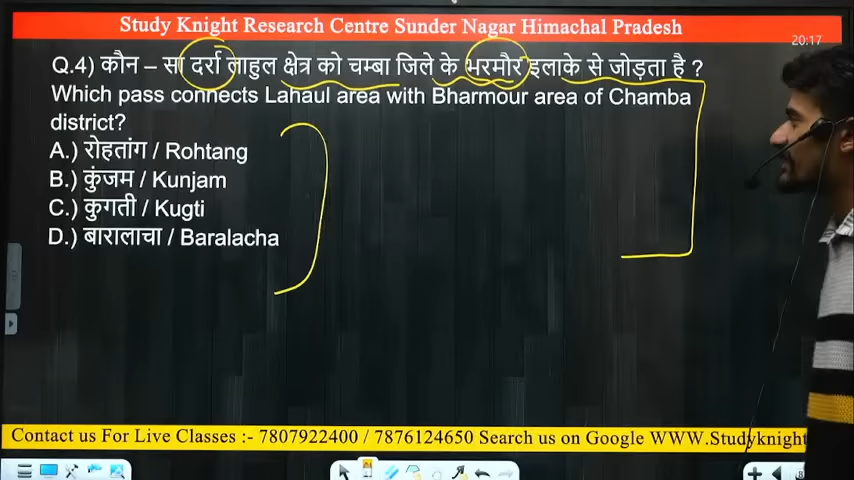 Study Knight Research Centre Sunder Nagar Himachal Pradesh
20:17
Q.4) कौन – सा दर्रा लाहुल क्षेत्र को चम्बा जिले के भरमौर इलाके से जोड़ता है ?
Which pass connects Lahaul area with Bharmour area of Chamba
district?
A.) रोहतांग / Rohtang
B.) कुंजम / Kunjam
C.) कुगती / Kugti
D.) बारालाचा / Baralacha
Contact us For Live Classes :- 7807922400 / 7876124650 Search us on Google WWW.Studyknight